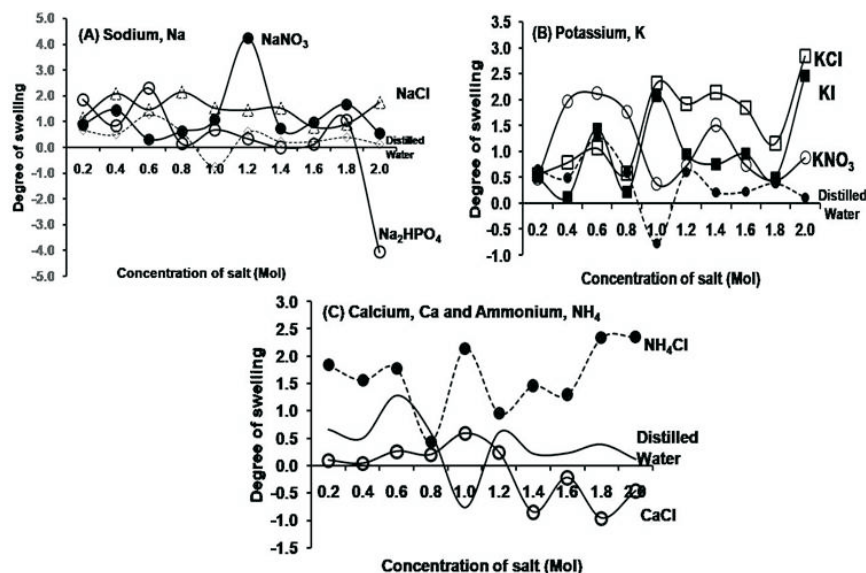 (A) Sodium, Na
Degree of swelling
5.0
4.0
3.0
2.0
1.0
0.0
-1.0
-2.0
-3.0
-4.0
-5.0
NaNO3
NaCl
Distilled
Water
Na2HPO4
0.2 0.4 0.6 0.8 1.0 1.2 1.4 1.6 1.8 2.0
Concentration of salt (Mol)
(B) Potassium, K
Degree of swelling
3.5
3.0
2.5
2.0
1.5
1.0
0.5
0.0
-0.5
-1.0
KCl
KI
KNO3
Distilled
Water
0.2 0.4 0.6 0.8 1.0 1.2 1.4 1.6 1.8 2.0
Concentration of salt (Mol)
(C) Calcium, Ca and Ammonium, NH4
Degree of swelling
3.0
2.5
2.0
1.5
1.0
0.5
0.0
-0.5
-1.0
-1.5
NH4Cl
Distilled
Water
CaCl
0.2 0.4 0.6 0.8 1.0 1.2 1.4 1.6 1.8 2.0
Concentration of salt (Mol)